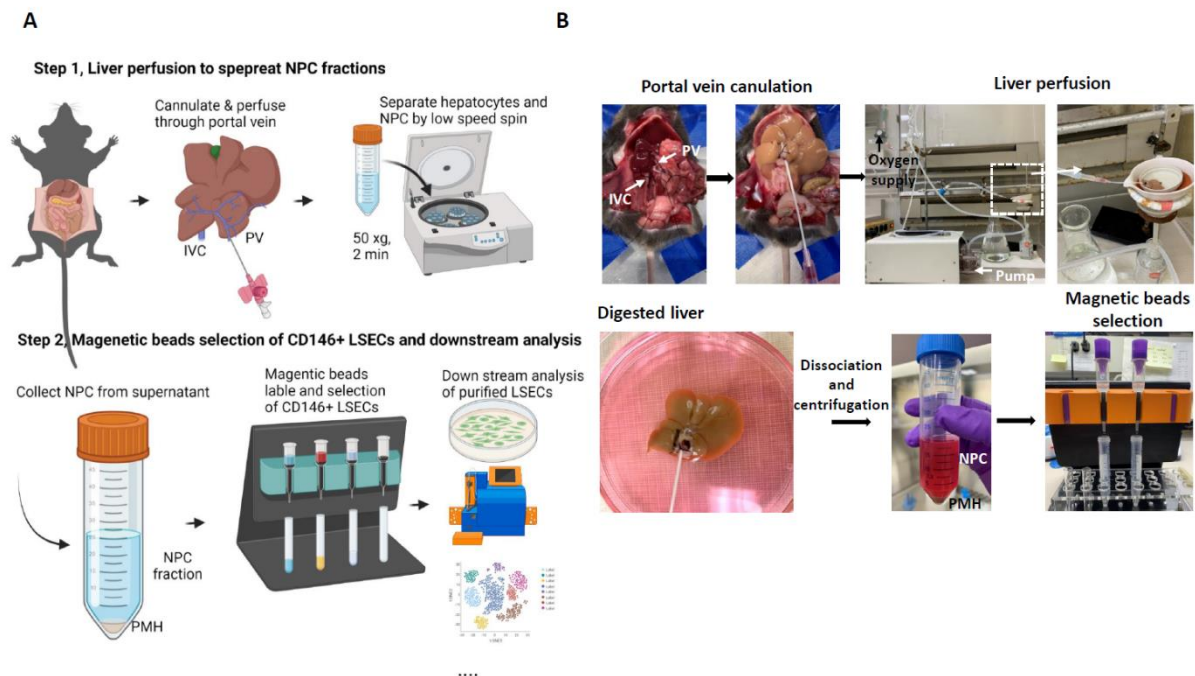 A
Step 1, Liver perfusion to spepreat NPC fractions
Cannulate & perfuse
through portal vein
IVC
PV
Separate hepatocytes and
NPC by low speed spin
50 xg,
2 min
Step 2, Magenetic beads selection of CD146+ LSECs and downstream analysis
Collect NPC from supernatant
NPC
fraction
PMH
Magentic beads
lable and selection
of CD146+ LSECs
Down stream analysis
of purified LSECs
....
B
Portal vein canulation
PV
IVC
Liver perfusion
Oxygen
supply
Pump
Digested liver
Dissociation
and
centrifugation
NPC
PMH
Magnetic beads
selection